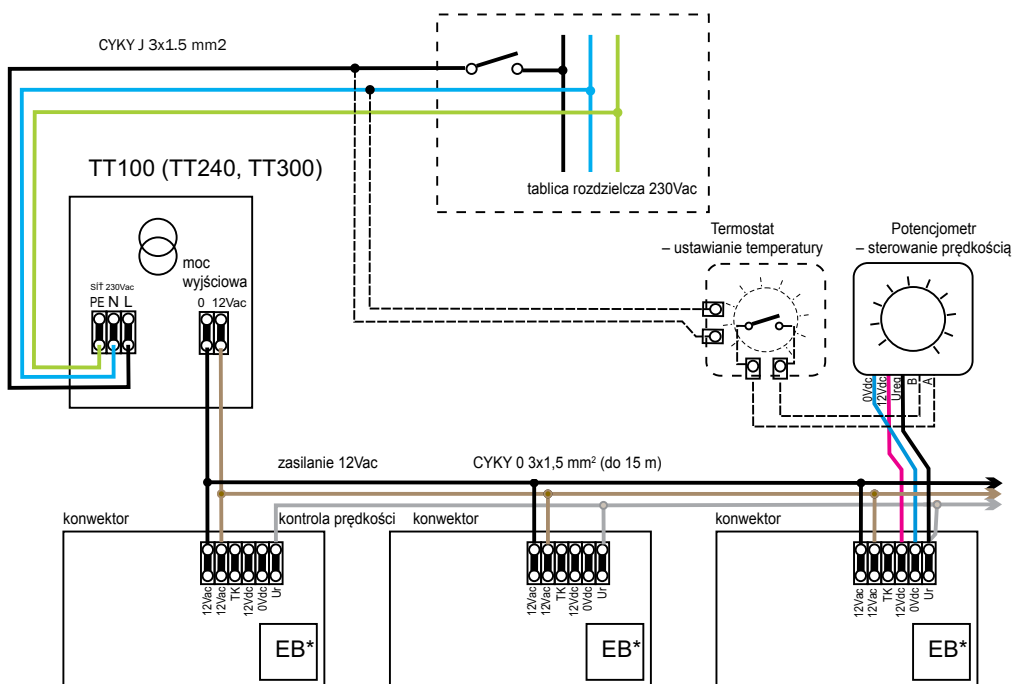 CYKY J 3x1.5 mm2
tablica rozdzielcza 230Vac
TT100 (TT240, TT300)
moc
wyjściowa
SÍŤ 230Vac
PE N L
0 12Vac
Termostat
– ustawianie temperatury
Potencjometr
– sterowanie prędkością
0Vdc
12Vdc
Ureg
B
A
zasilanie 12Vac
CYKY 0 3x1,5 mm² (do 15 m)
konwektor
kontrola prędkości
konwektor
konwektor
12Vac
12Vac
TK
12Vdc
0Vdc
Ur
EB*
12Vac
12Vac
TK
12Vdc
0Vdc
Ur
EB*
12Vac
12Vac
TK
12Vdc
0Vdc
Ur
EB*